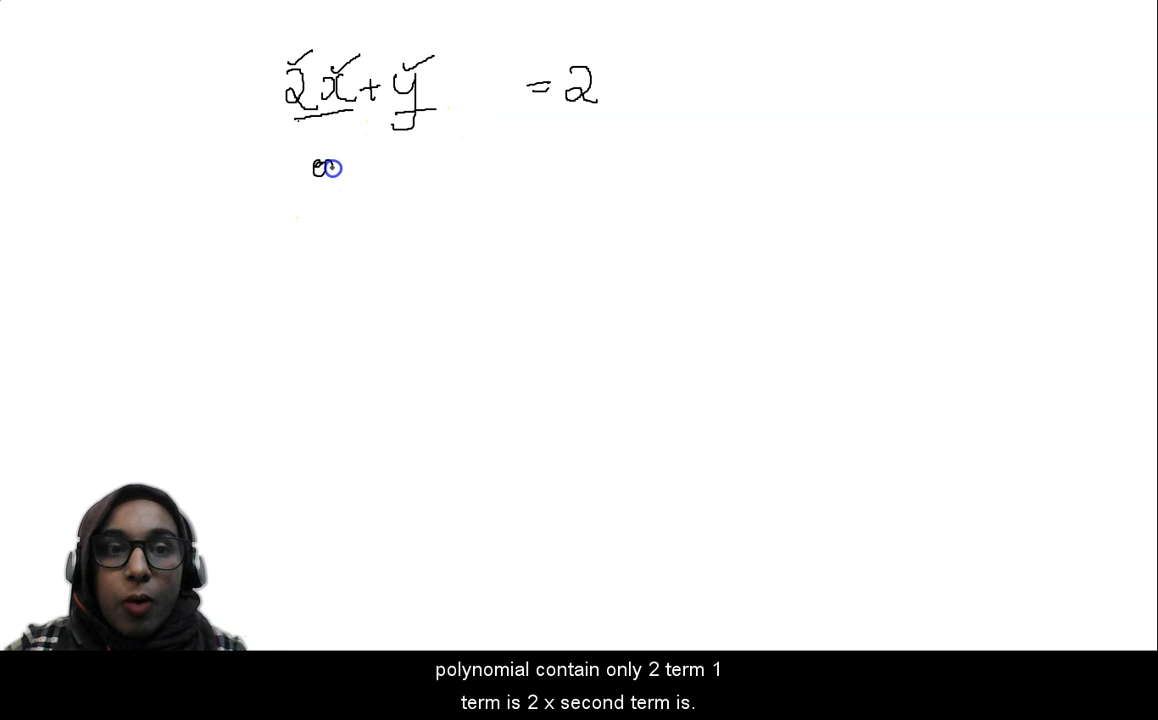 2x + y = 2
polynomial contain only 2 term 1
term is 2 x second term is.